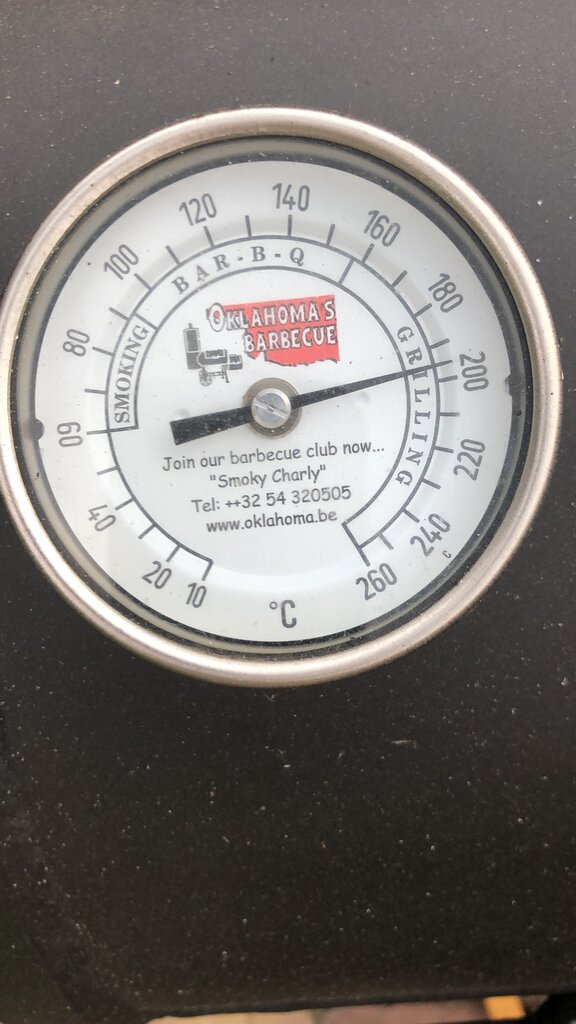 10
20
40
60
80
100
120
140
160
180
200
220
240
260
c
SMOKING
BAR-B-Q
GRILLING
OKLAHOMA'S
BARBECUE
Join our barbecue club now...
"Smoky Charly"
Tel: ++32 54 320505
www.oklahoma.be
°C